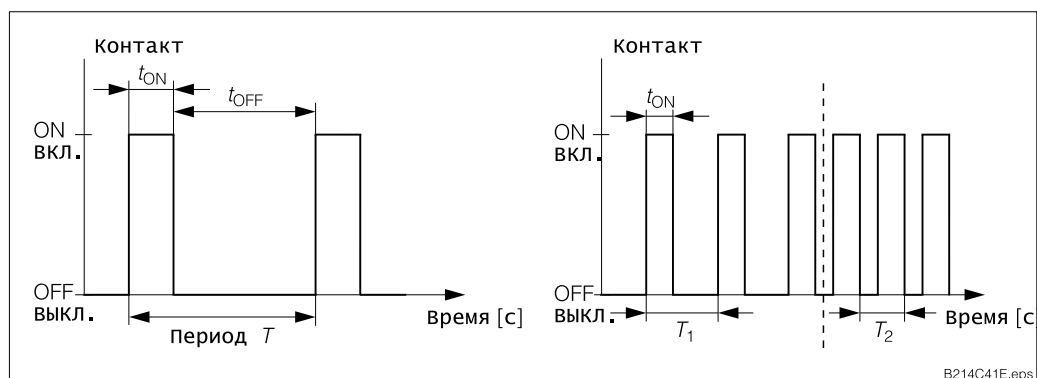 Контакт
tON
tOFF
ON
ВКЛ.
OFF
ВЫКЛ.
Время [с]
Период T
Контакт
tON
ON
ВКЛ.
OFF
ВЫКЛ.
T1
T2
Время [с
B214C41E.eps